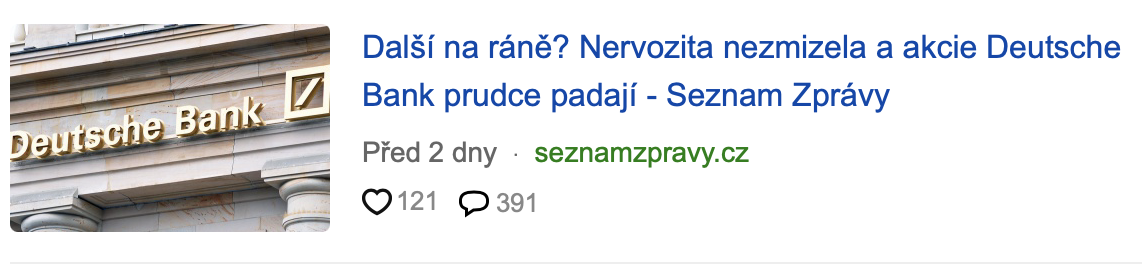 Deutsche Bank
Další na ráně? Nervozita nezmizela a akcie Deutsche
Bank prudce padají - Seznam Zprávy
Před 2 dny · seznamzpravy.cz
121 391